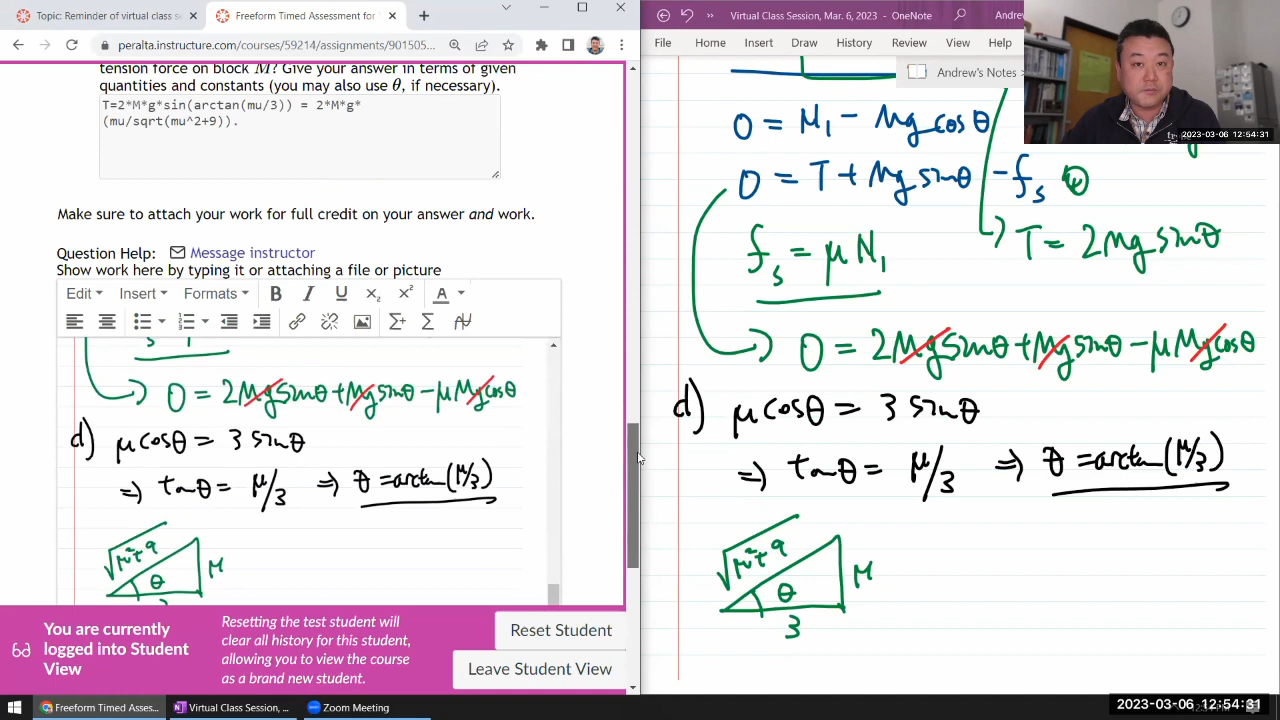 Topic: Reminder of virtual class s
Freeform Timed Assessment for
peralta.instructure.com/courses/59214/assignments/901505...
tension force on block M? Give your answer in terms of given
quantities and constants (you may also use θ, if necessary).
T=2*M*g*sin(arctan(mu/3)) = 2*M*g*
(mu/sqrt(mu^2+9)).
Make sure to attach your work for full credit on your answer and work.
Question Help: Message instructor
Show work here by typing it or attaching a file or picture
Edit Insert Formats B I U X₂ X² A
0 = 2Mg sinθ + Mg sinθ - μMg cosθ
d) μ cosθ = 3 sinθ
⇒ tanθ = μ/3 ⇒ θ = arctan(μ/3)
√μ²+9 θ μ
You are currently logged into Student View
Resetting the test student will clear all history for this student, allowing you to view the course as a brand new student.
Reset Student
Leave Student View
Virtual Class Session, Mar. 6, 2023 - OneNote
Andre
File Home Insert Draw History Review View Help
Andrew's Notes >
0 = N₁ - Mg cosθ
0 = T + Mg sinθ - fₛ
fₛ = μN₁
T = 2Mg sinθ
0 = 2Mg sinθ + Mg sinθ - μMg cosθ
d) μ cosθ = 3 sinθ
⇒ tanθ = μ/3 ⇒ θ = arctan(μ/3)
√μ²+9 θ μ
3
2023-03-06 12:54:31
Freeform Timed Asses...
Virtual Class Session, ...
Zoom Meeting
2023-03-06 12:54:31